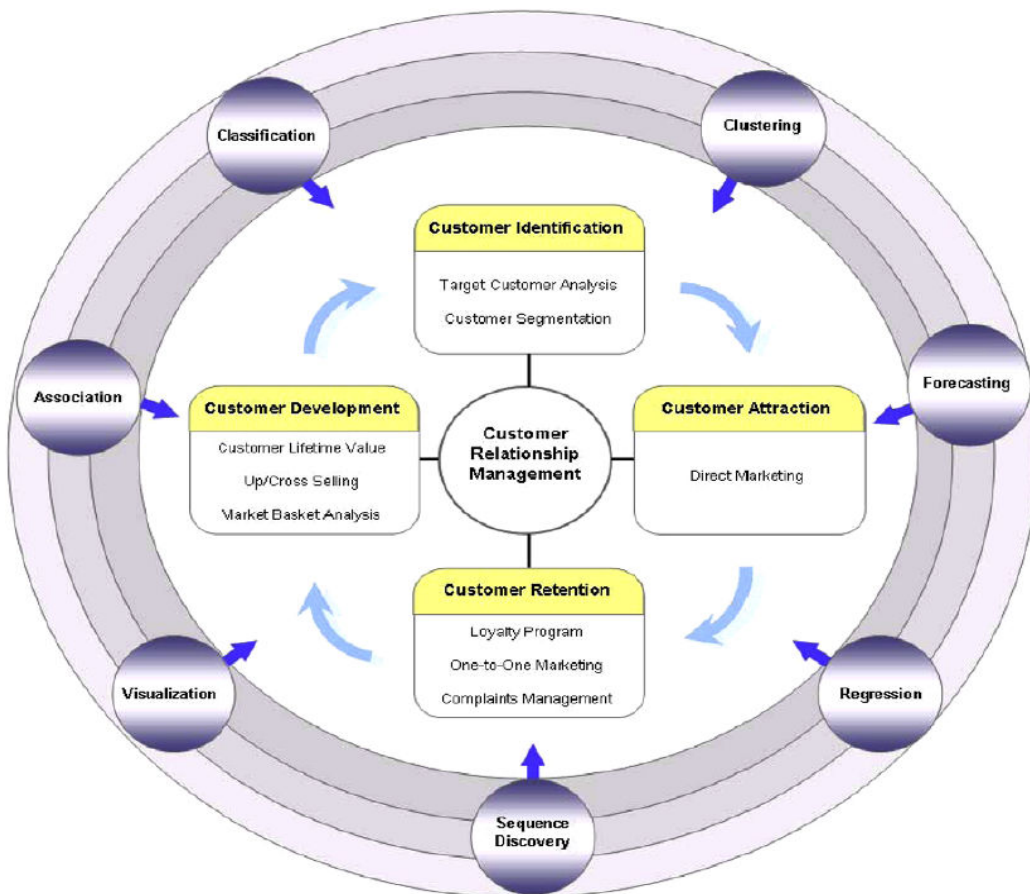 Classification
Clustering
Customer Identification
Target Customer Analysis
Customer Segmentation
Association
Forecasting
Customer Development
Customer Lifetime Value
Up/Cross Selling
Market Basket Analysis
Customer
Relationship
Management
Customer Attraction
Direct Marketing
Customer Retention
Loyalty Program
One-to-One Marketing
Complaints Management
Visualization
Regression
Sequence
Discovery